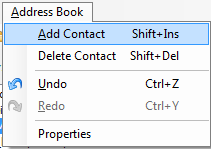 Address Book
Add Contact Shift+Ins
Delete Contact Shift+Del
Undo Ctrl+Z
Redo Ctrl+Y
Properties